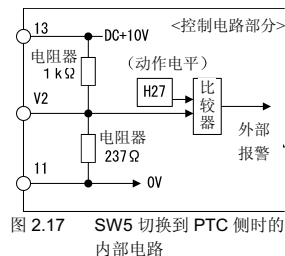 <控制电路部分>
13
DC+10V
电阻器
1kΩ
(动作电平)
H27
比较器
V2
电阻器
237Ω
外部
报警
11
0V
图 2.17 SW5 切换到 PTC 侧时的
内部电路